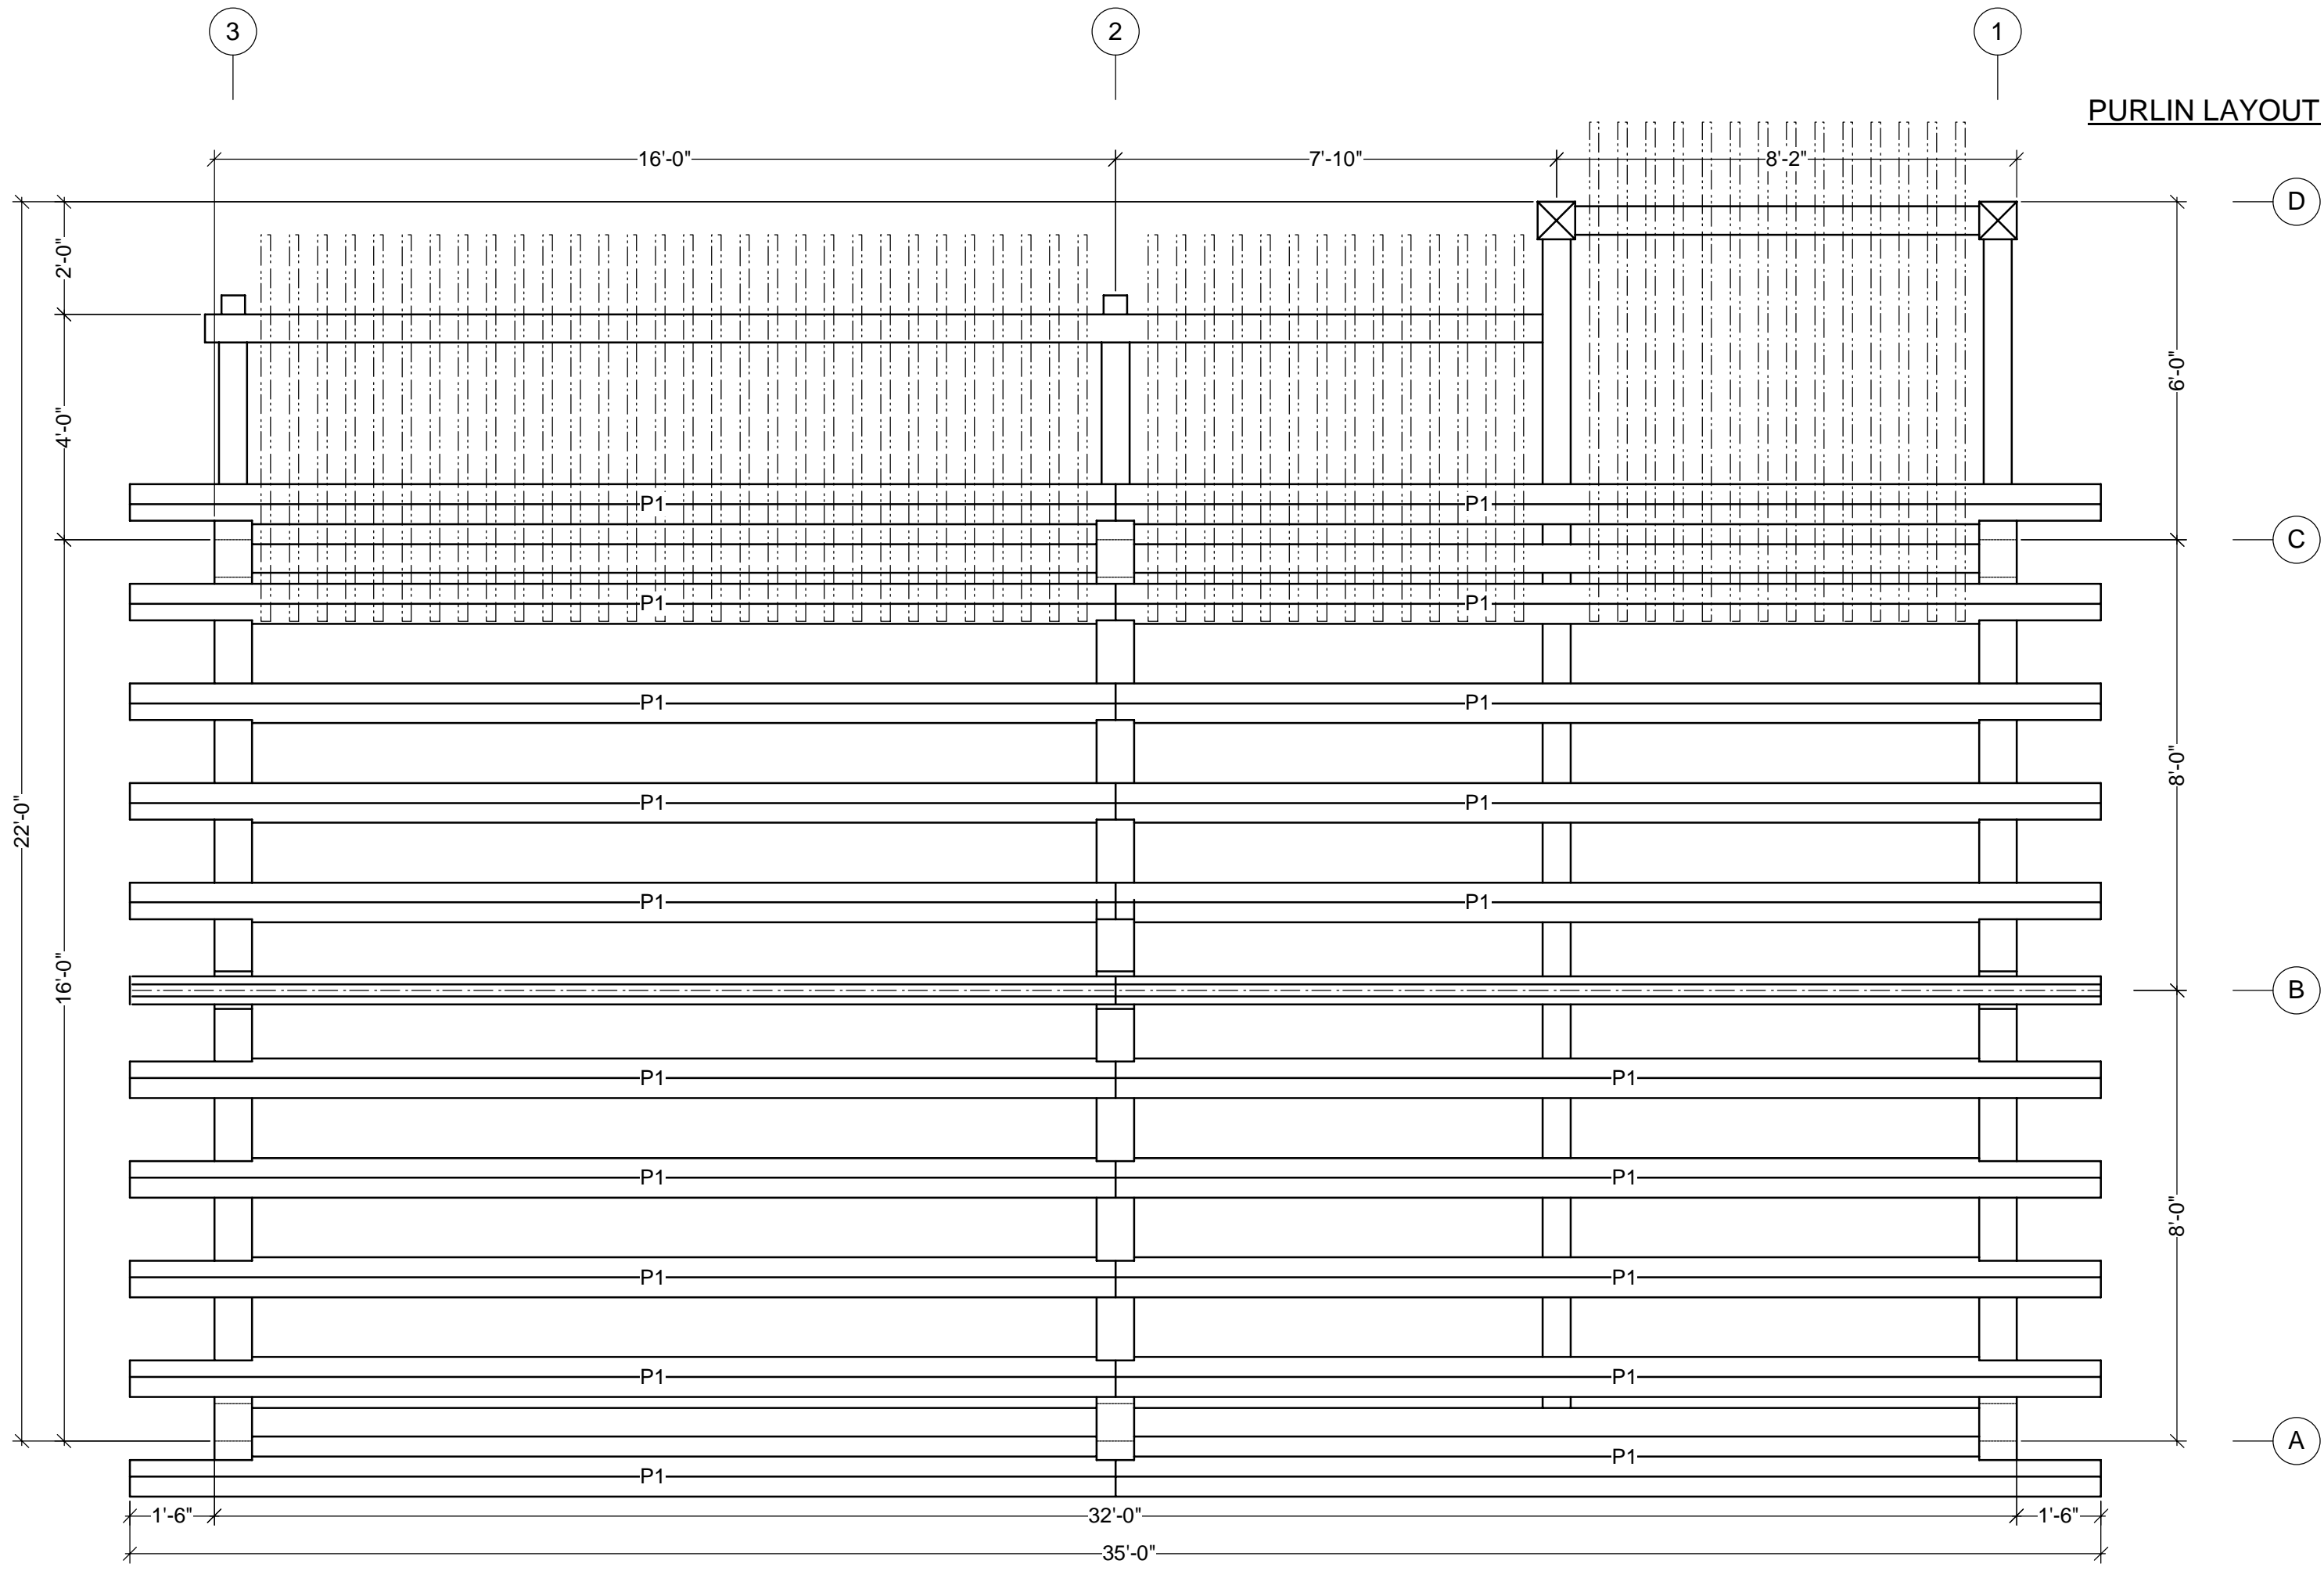 3 2 1
PURLIN LAYOUT
16'-0" 7'-10" 8'-2"
D
2'-0"
6'-0"
4'-0"
P1 P1
C
P1 P1
P1 P1
8'-0"
P1 P1
22'-0"
P1 P1
16'-0"
B
P1 P1
P1 P1
8'-0"
P1 P1
P1 P1
A
P1
P1
1'-6" 32'-0" 1'-6"
35'-0"